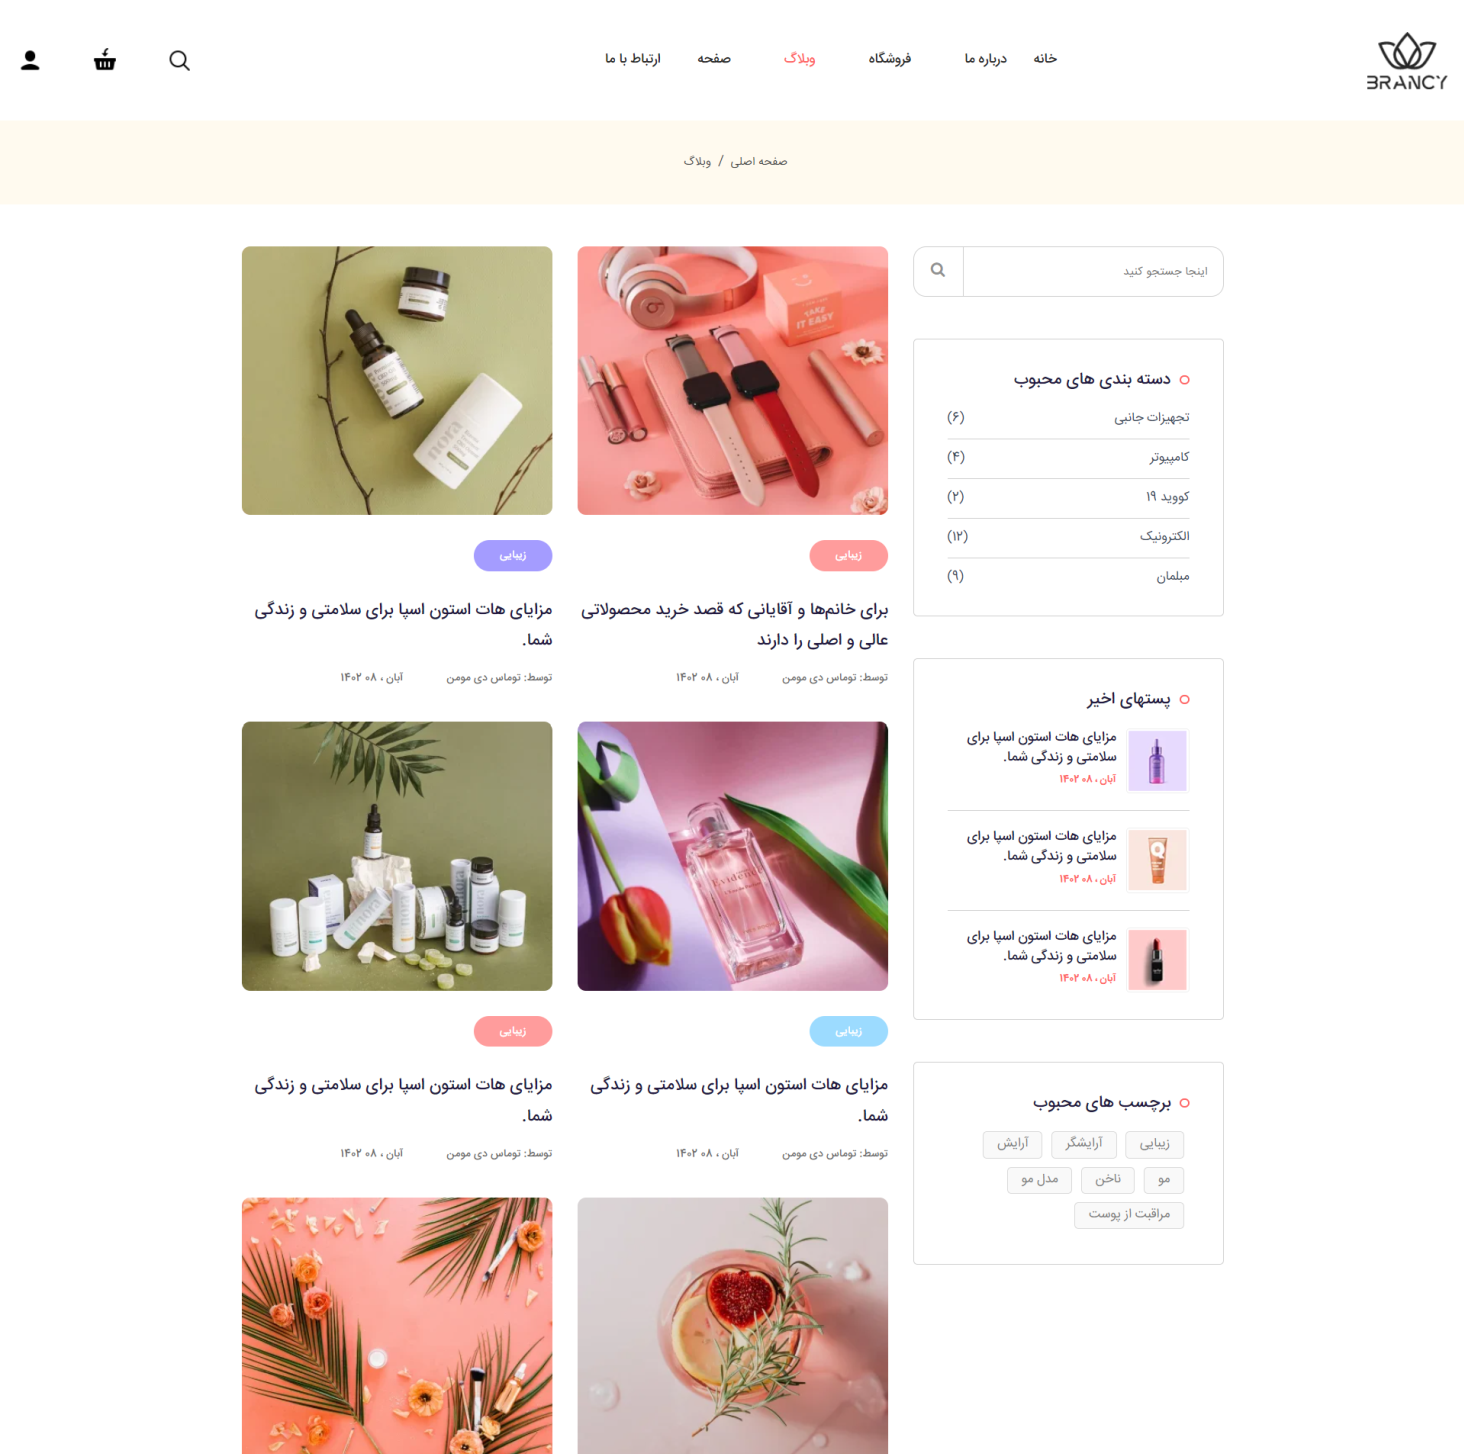 BRANCY
خانه
درباره ما
فروشگاه
وبلاگ
صفحه
ارتباط با ما
صفحه اصلی / وبلاگ
اینجا جستجو کنید
دسته بندی های محبوب
تجهیزات جانبی (۶)
کامپیوتر (۴)
کووید ۱۹ (۲)
الکترونیک (۱۲)
مبلمان (۹)
پستهای اخیر
مزایای هات استون اسپا برای
سلامتی و زندگی شما.
آبان ، ۰۸ ۱۴۰۲
مزایای هات استون اسپا برای
سلامتی و زندگی شما.
آبان ، ۰۸ ۱۴۰۲
مزایای هات استون اسپا برای
سلامتی و زندگی شما.
آبان ، ۰۸ ۱۴۰۲
برچسب های محبوب
زیبایی
آرایشگر
آرایش
مو
ناخن
مدل مو
مراقبت از پوست
TAKE
IT EASY
زیبایی
برای خانم‌ها و آقایانی که قصد خرید محصولاتی
عالی و اصلی را دارند
توسط: توماس دی مومن
آبان ، ۰۸ ۱۴۰۲
nora
زیبایی
مزایای هات استون اسپا برای سلامتی و زندگی
شما.
توسط: توماس دی مومن
آبان ، ۰۸ ۱۴۰۲
Evidence
زیبایی
مزایای هات استون اسپا برای سلامتی و زندگی
شما.
توسط: توماس دی مومن
آبان ، ۰۸ ۱۴۰۲
nora
زیبایی
مزایای هات استون اسپا برای سلامتی و زندگی
شما.
توسط: توماس دی مومن
آبان ، ۰۸ ۱۴۰۲